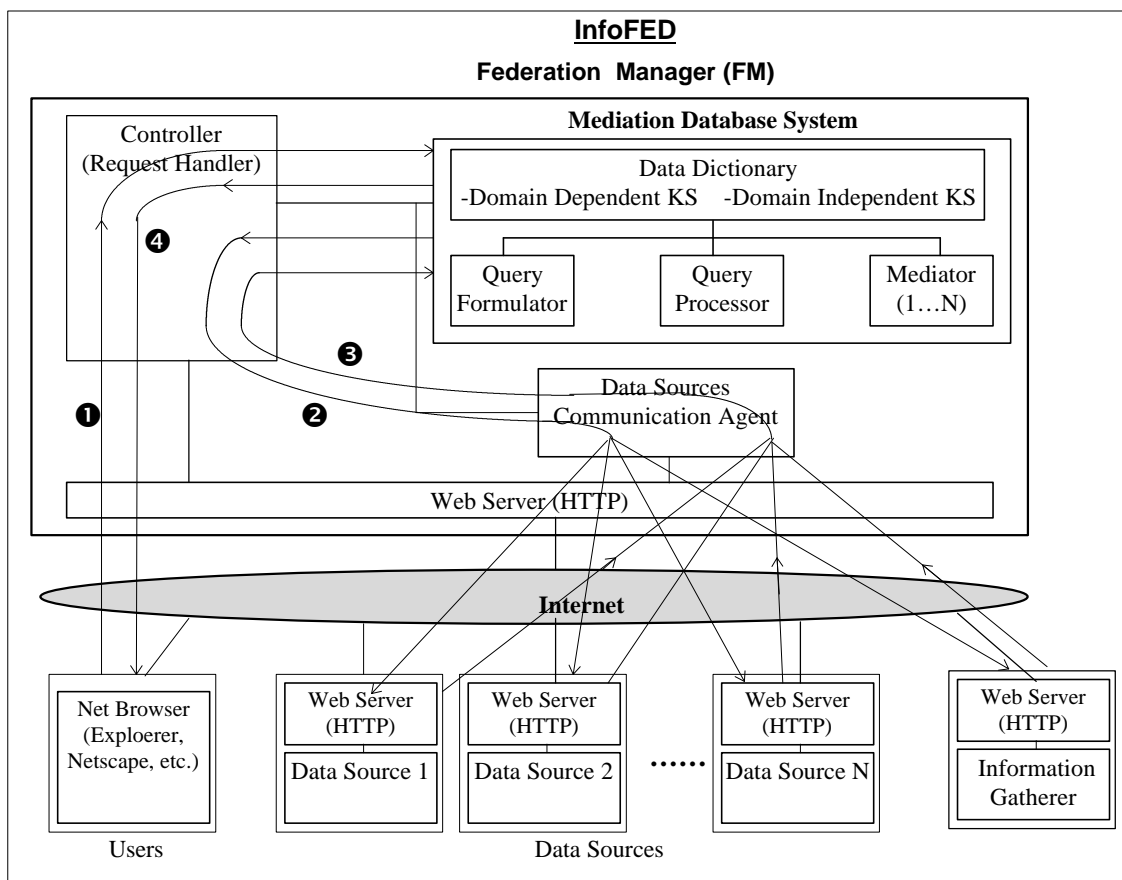 InfoFED
Federation Manager (FM)
Controller
(Request Handler)
Mediation Database System
Data Dictionary
-Domain Dependent KS -Domain Independent KS
Query
Formulator
Query
Processor
Mediator
(1…N)
❹
❸
❶
❷
Data Sources
Communication Agent
Web Server (HTTP)
Internet
Net Browser
(Exploerer,
Netscape, etc.)
Users
Web Server
(HTTP)
Data Source 1
Web Server
(HTTP)
Data Source 2
……
Web Server
(HTTP)
Data Source N
Data Sources
Web Server
(HTTP)
Information
Gatherer